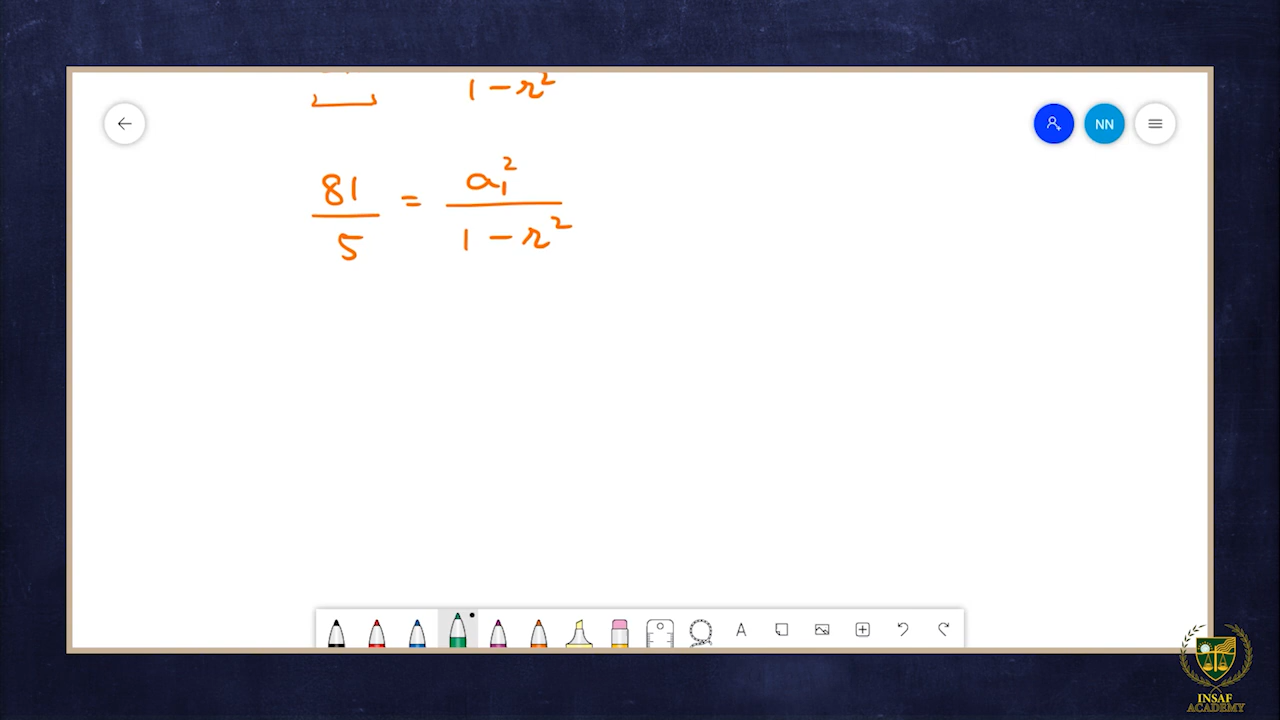 1 - r²
NN
81/5 = a₁²/(1 - r²)
A
INSAF
ACADEMY